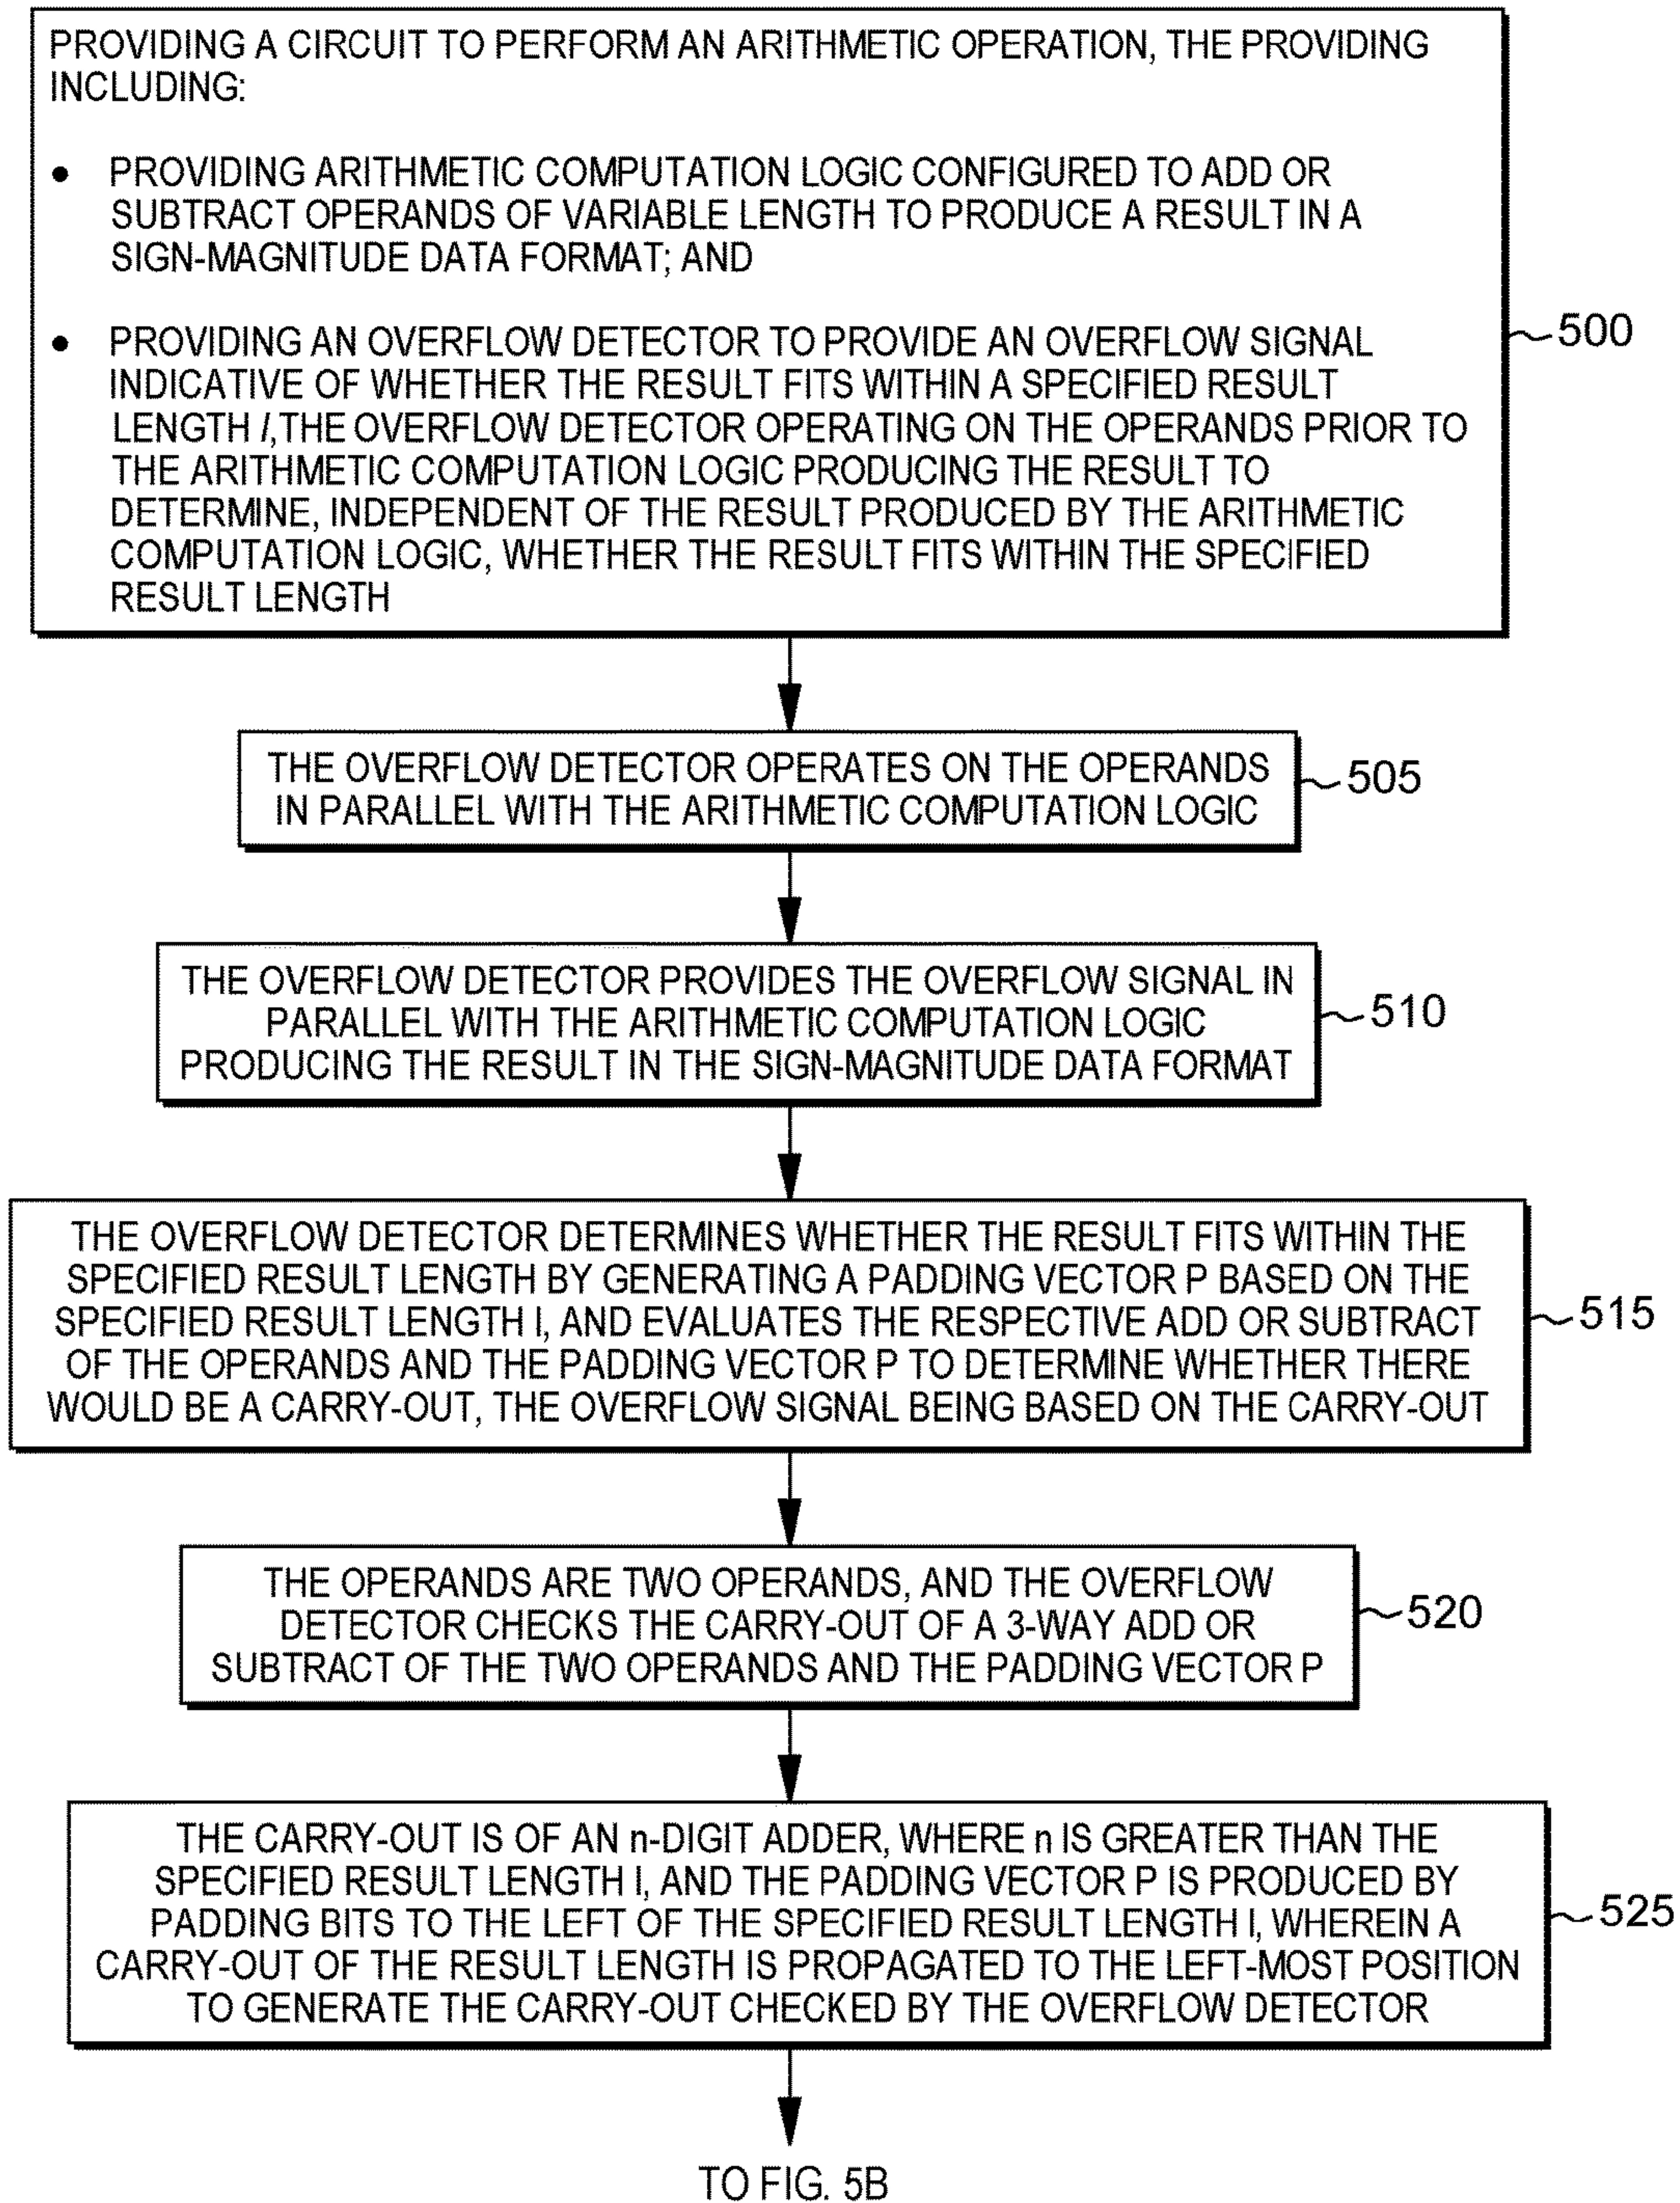 PROVIDING A CIRCUIT TO PERFORM AN ARITHMETIC OPERATION, THE PROVIDING
INCLUDING:
• PROVIDING ARITHMETIC COMPUTATION LOGIC CONFIGURED TO ADD OR
SUBTRACT OPERANDS OF VARIABLE LENGTH TO PRODUCE A RESULT IN A
SIGN-MAGNITUDE DATA FORMAT; AND
• PROVIDING AN OVERFLOW DETECTOR TO PROVIDE AN OVERFLOW SIGNAL
INDICATIVE OF WHETHER THE RESULT FITS WITHIN A SPECIFIED RESULT
LENGTH l, THE OVERFLOW DETECTOR OPERATING ON THE OPERANDS PRIOR TO
THE ARITHMETIC COMPUTATION LOGIC PRODUCING THE RESULT TO
DETERMINE, INDEPENDENT OF THE RESULT PRODUCED BY THE ARITHMETIC
COMPUTATION LOGIC, WHETHER THE RESULT FITS WITHIN THE SPECIFIED
RESULT LENGTH
500
THE OVERFLOW DETECTOR OPERATES ON THE OPERANDS
IN PARALLEL WITH THE ARITHMETIC COMPUTATION LOGIC
505
THE OVERFLOW DETECTOR PROVIDES THE OVERFLOW SIGNAL IN
PARALLEL WITH THE ARITHMETIC COMPUTATION LOGIC
PRODUCING THE RESULT IN THE SIGN-MAGNITUDE DATA FORMAT
510
THE OVERFLOW DETECTOR DETERMINES WHETHER THE RESULT FITS WITHIN THE
SPECIFIED RESULT LENGTH BY GENERATING A PADDING VECTOR P BASED ON THE
SPECIFIED RESULT LENGTH l, AND EVALUATES THE RESPECTIVE ADD OR SUBTRACT
OF THE OPERANDS AND THE PADDING VECTOR P TO DETERMINE WHETHER THERE
WOULD BE A CARRY-OUT, THE OVERFLOW SIGNAL BEING BASED ON THE CARRY-OUT
515
THE OPERANDS ARE TWO OPERANDS, AND THE OVERFLOW
DETECTOR CHECKS THE CARRY-OUT OF A 3-WAY ADD OR
SUBTRACT OF THE TWO OPERANDS AND THE PADDING VECTOR P
520
THE CARRY-OUT IS OF AN n-DIGIT ADDER, WHERE n IS GREATER THAN THE
SPECIFIED RESULT LENGTH l, AND THE PADDING VECTOR P IS PRODUCED BY
PADDING BITS TO THE LEFT OF THE SPECIFIED RESULT LENGTH l, WHEREIN A
CARRY-OUT OF THE RESULT LENGTH IS PROPAGATED TO THE LEFT-MOST POSITION
TO GENERATE THE CARRY-OUT CHECKED BY THE OVERFLOW DETECTOR
525
TO FIG. 5B